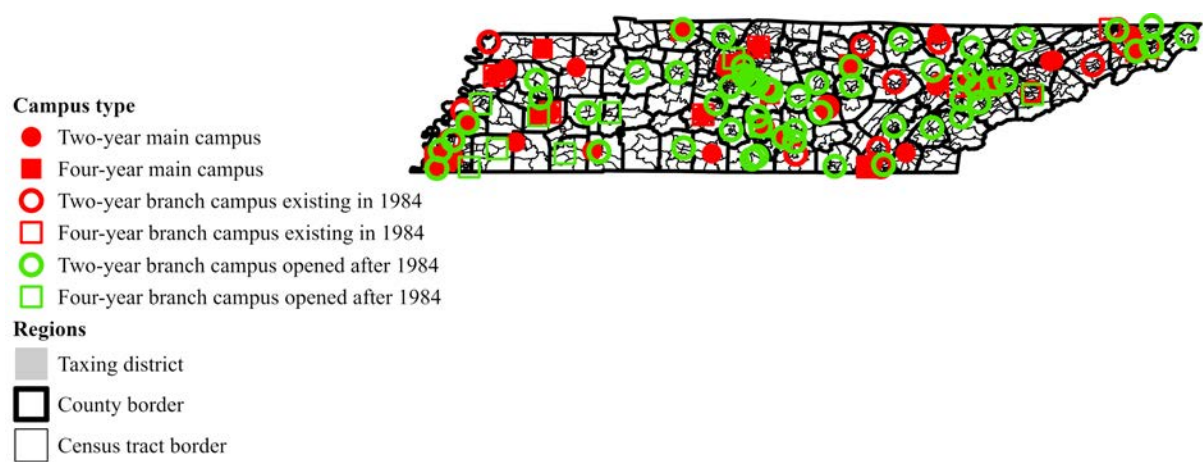 Campus type
Two-year main campus
Four-year main campus
Two-year branch campus existing in 1984
Four-year branch campus existing in 1984
Two-year branch campus opened after 1984
Four-year branch campus opened after 1984
Regions
Taxing district
County border
Census tract border